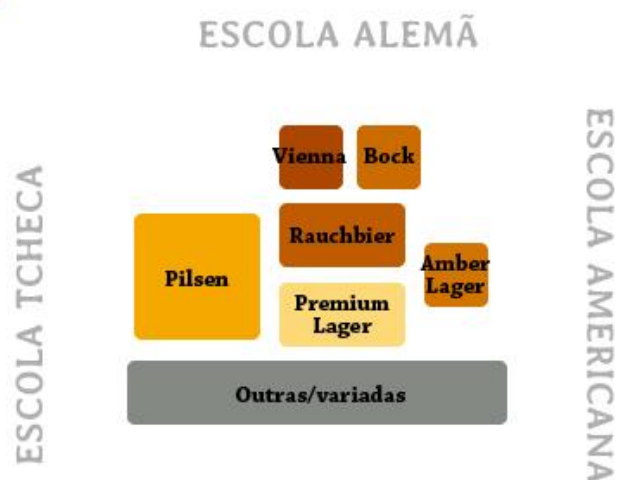 ESCOLA ALEMÃ
ESCOLA TCHECA
ESCOLA AMERICANA
Vienna
Bock
Rauchbier
Pilsen
Amber
Lager
Premium
Lager
Outras/variadas